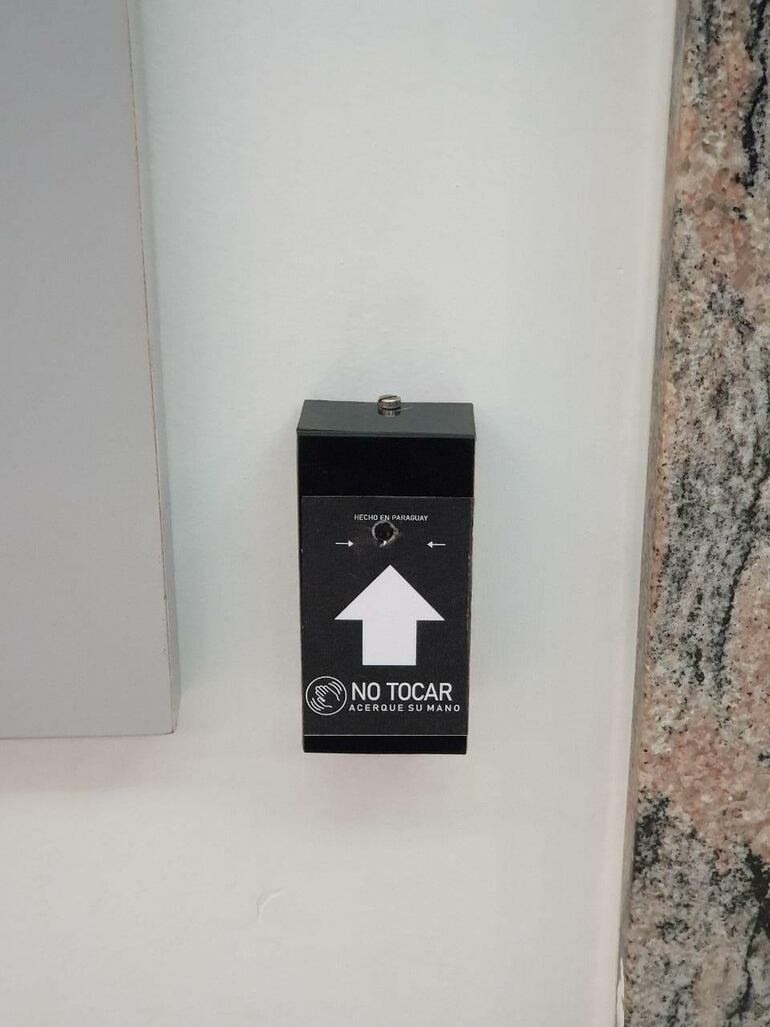 HECHO EN PARAGUAY
NO TOCAR
ACERQUE SU MANO